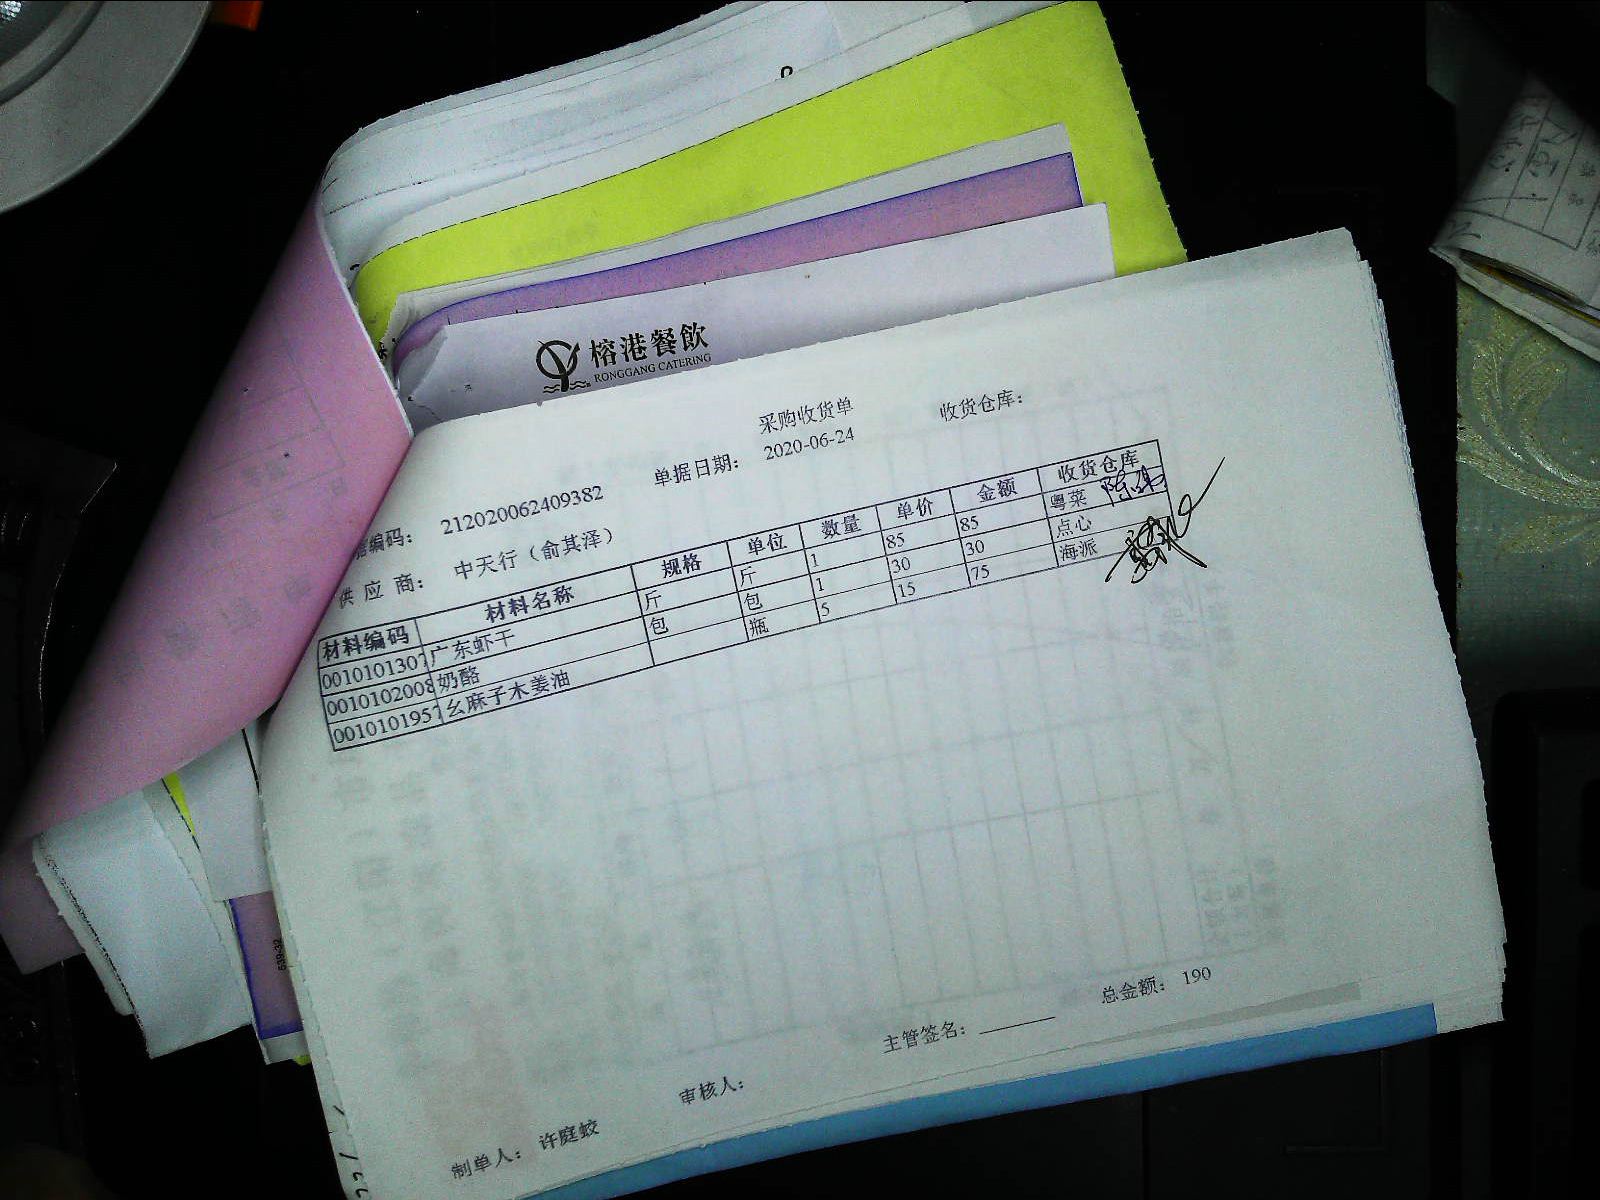 榕港餐飲
RONGGANG CATERING
采购收货单
编码: 212020062409382 单据日期: 2020-06-24 收货仓库:
供应商: 中天行(俞其泽)
材料编码 材料名称 规格 单位 数量 单价 金额 收货仓库
0010101307 广东虾干 斤 斤 1 85 85 粤菜
0010102008 奶酪 包 包 1 30 30 点心
0010101957 幺麻子木姜油 瓶 5 15 75 海派
总金额: 190
主管签名:
审核人:
制单人: 许庭蛟
539-32